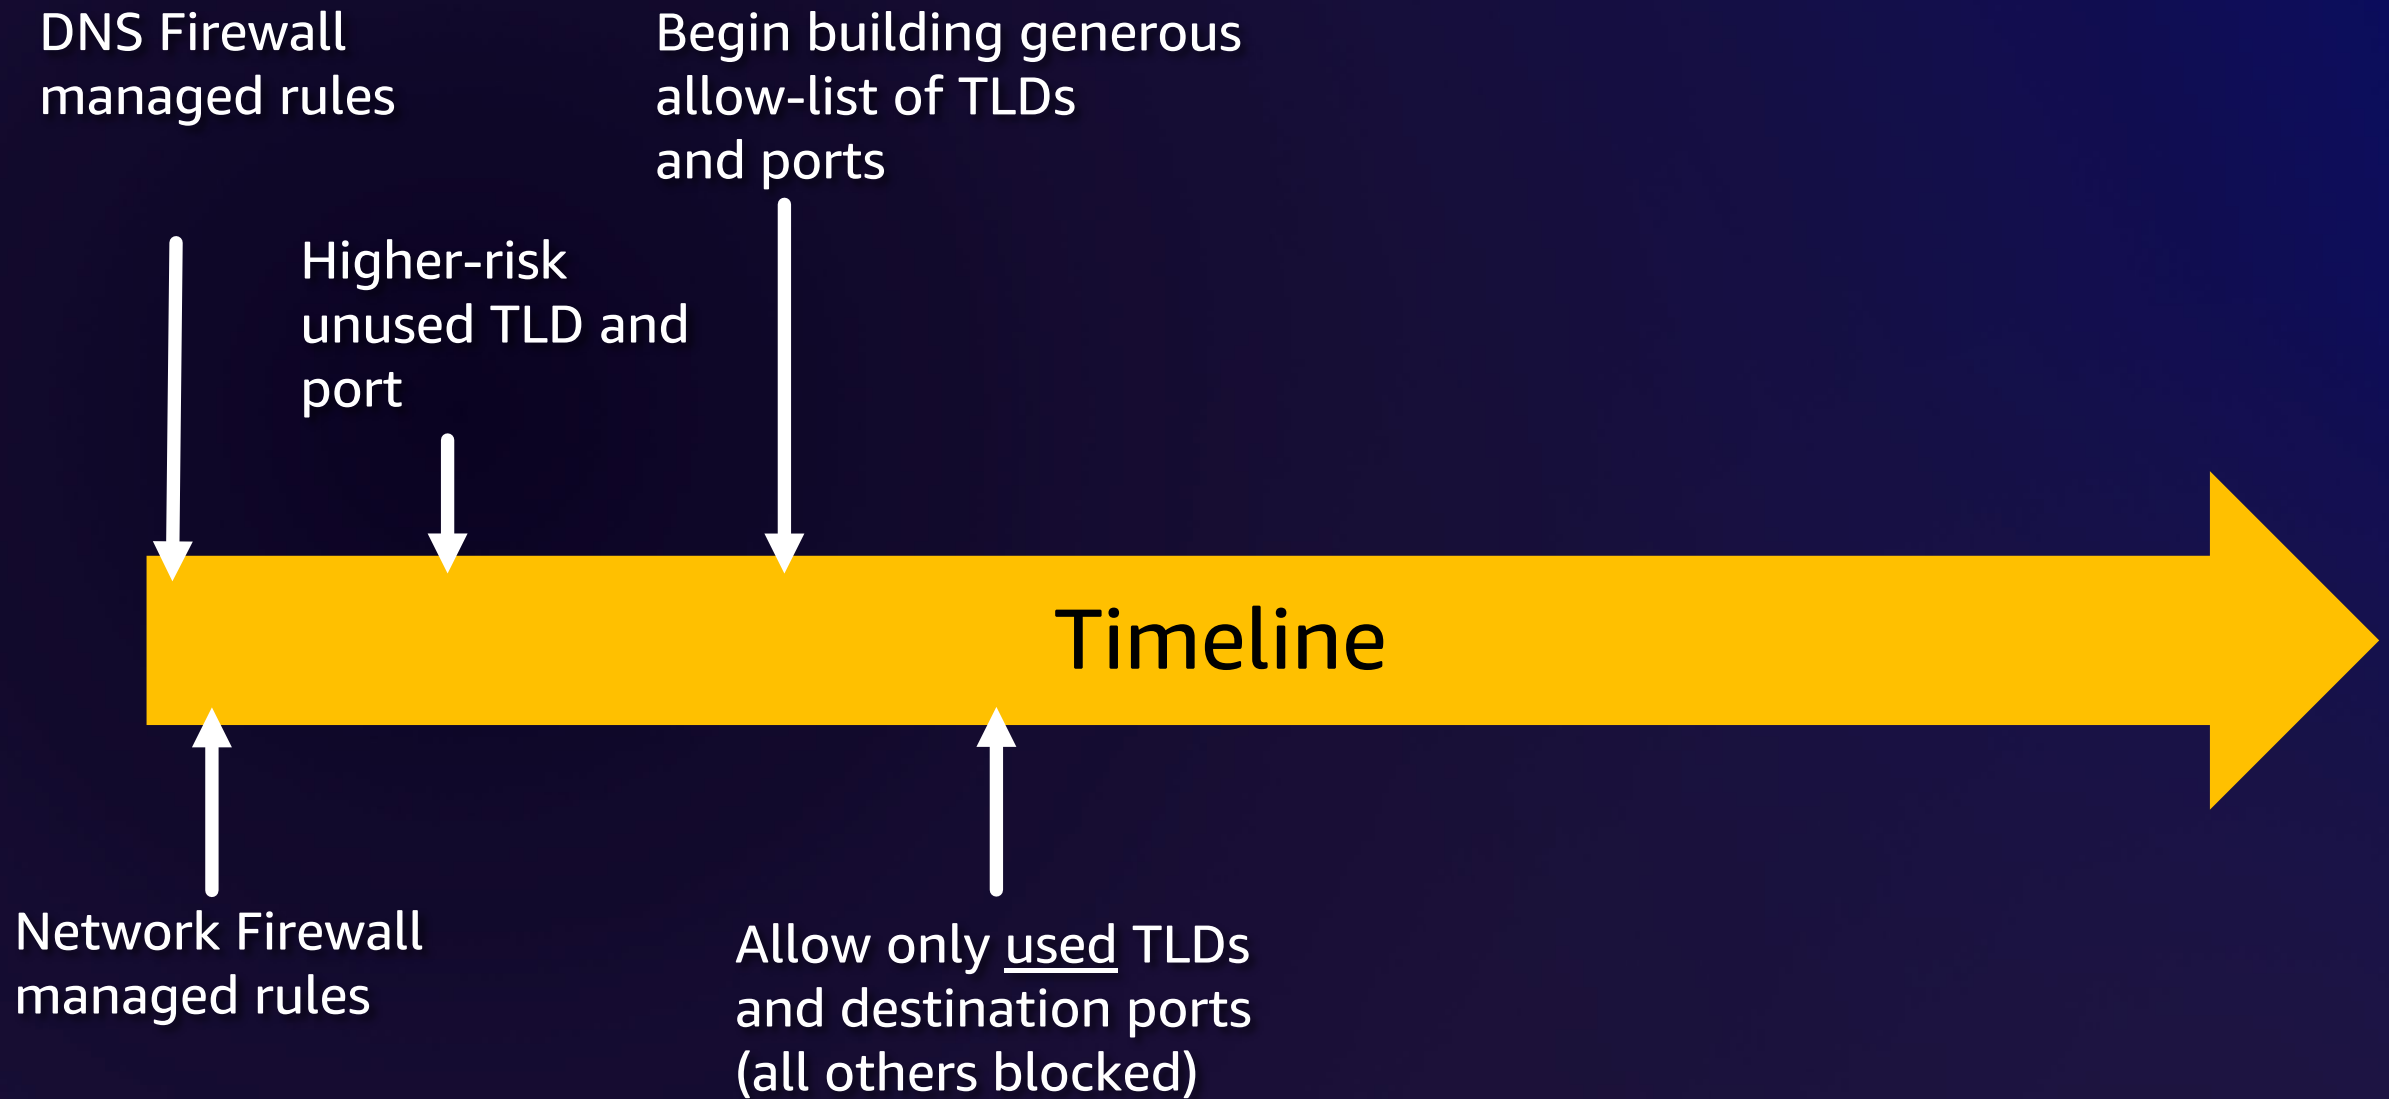 DNS Firewall
managed rules
Begin building generous
allow-list of TLDs
and ports
Higher-risk
unused TLD and
port
Timeline
Network Firewall
managed rules
Allow only used TLDs
and destination ports
(all others blocked)